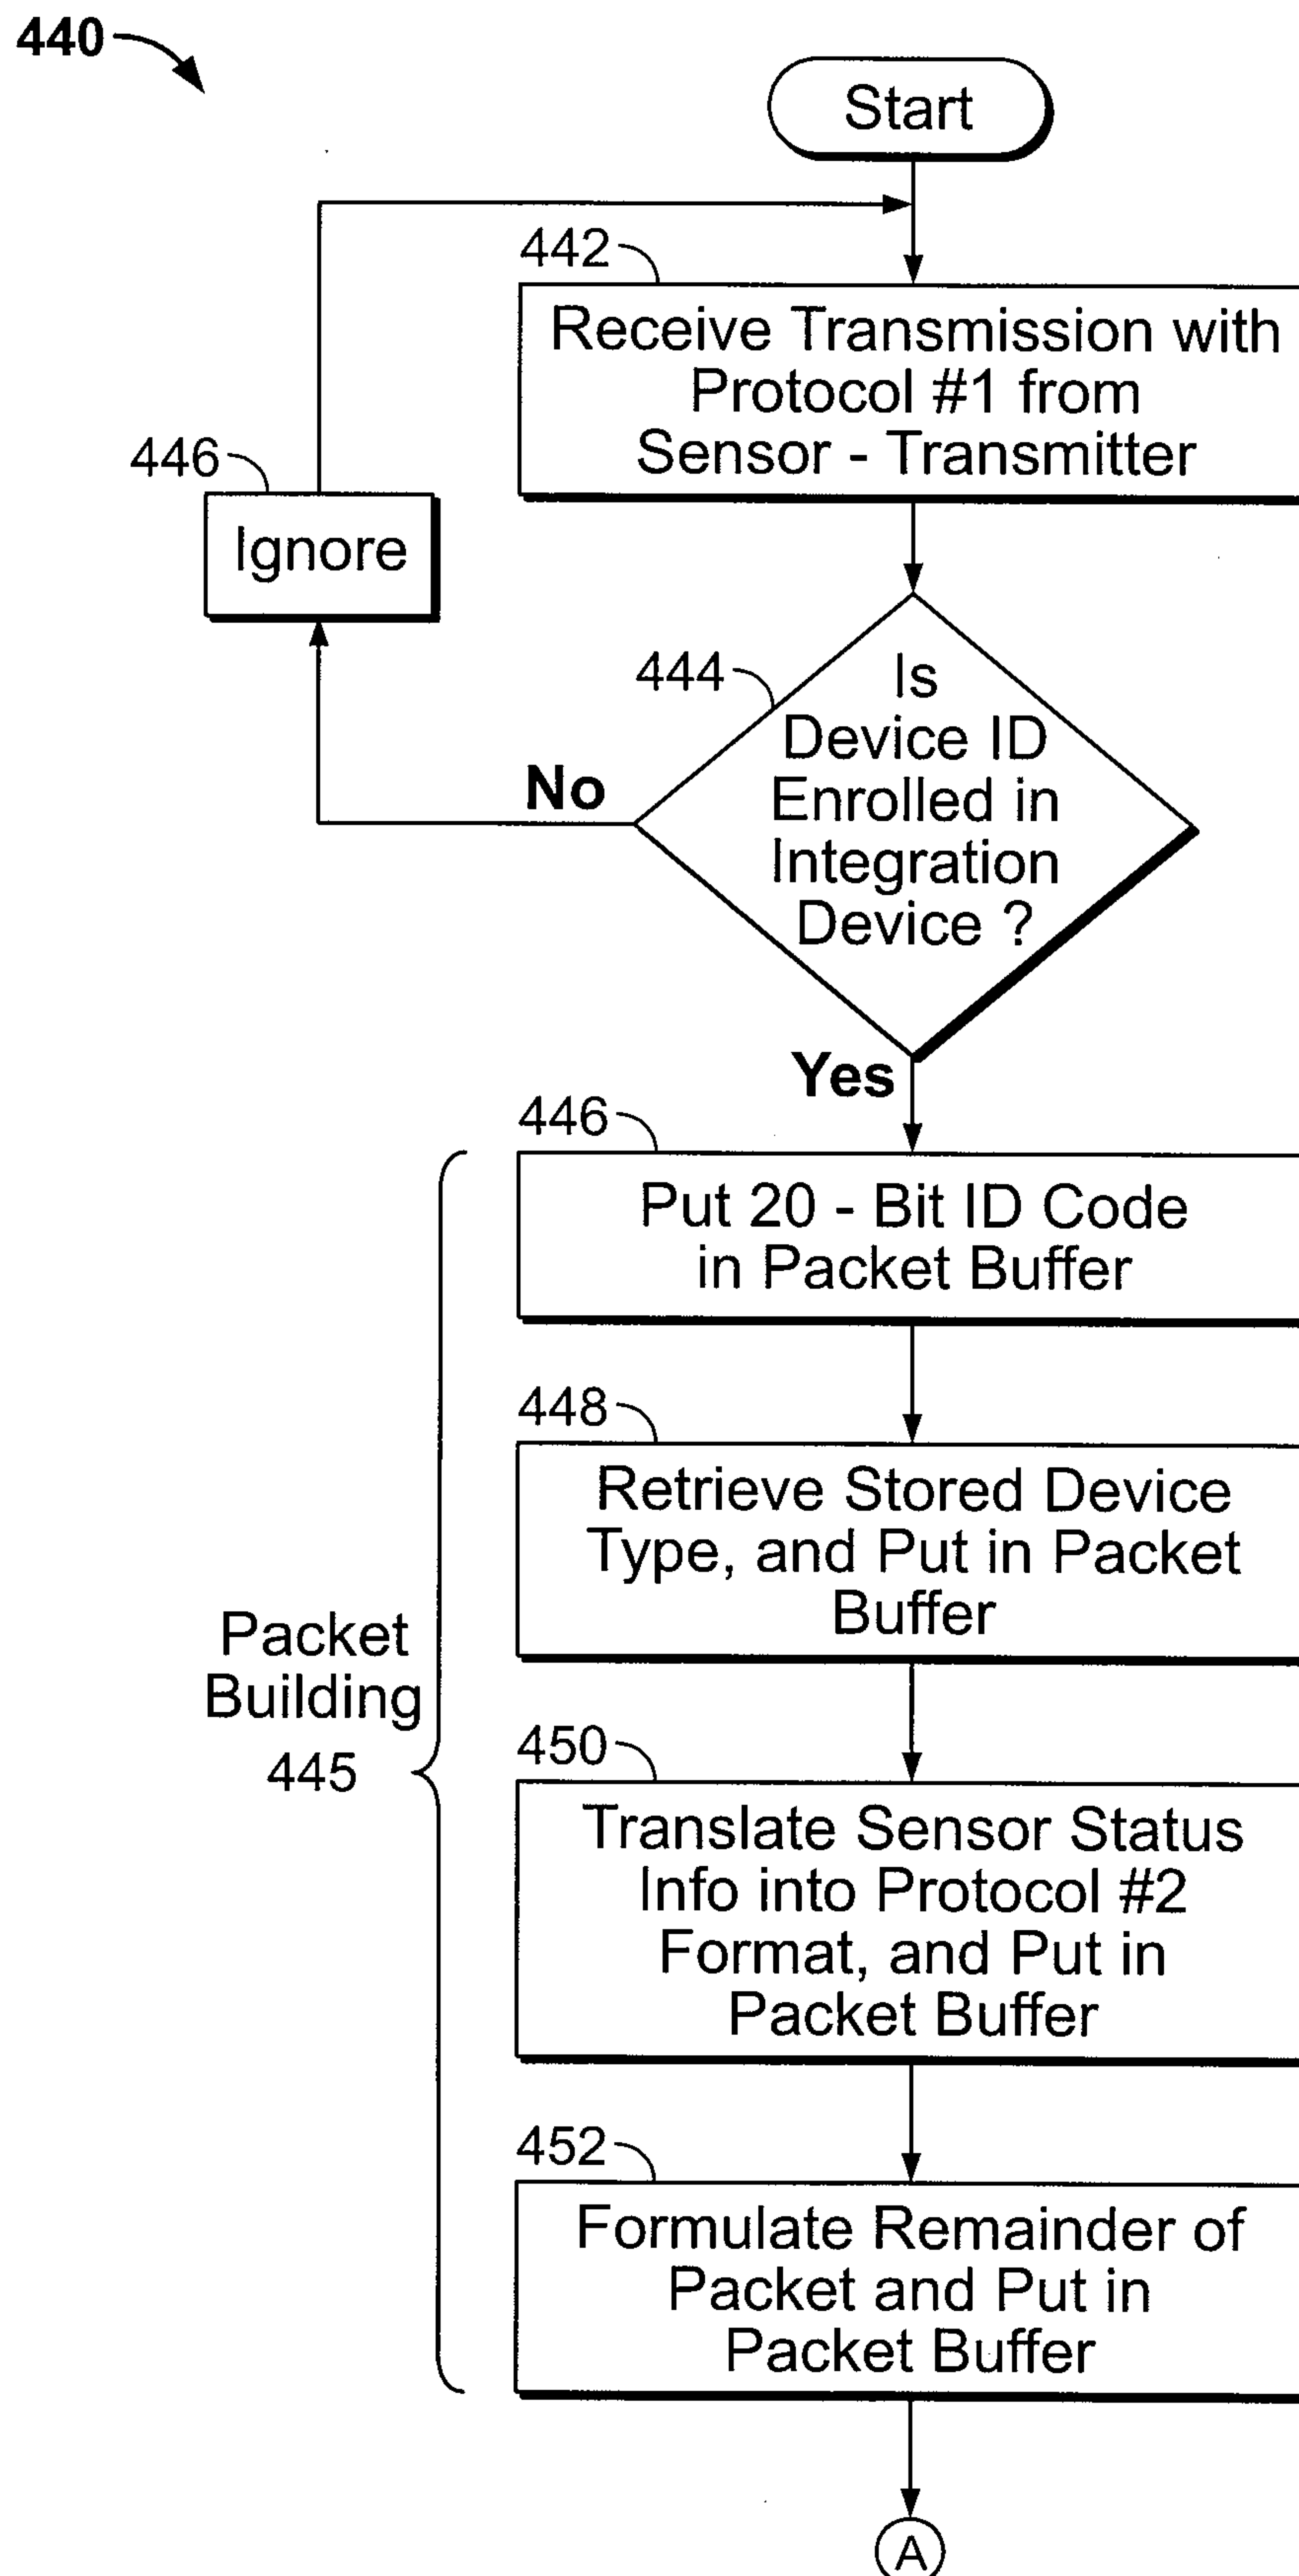 440
Start
442
Receive Transmission with
Protocol #1 from
Sensor - Transmitter
446
Ignore
444
Is
Device ID
Enrolled in
Integration
Device ?
No
Yes
446
Put 20 - Bit ID Code
in Packet Buffer
448
Retrieve Stored Device
Type, and Put in Packet
Buffer
Packet
Building
445
450
Translate Sensor Status
Info into Protocol #2
Format, and Put in
Packet Buffer
452
Formulate Remainder of
Packet and Put in
Packet Buffer
A